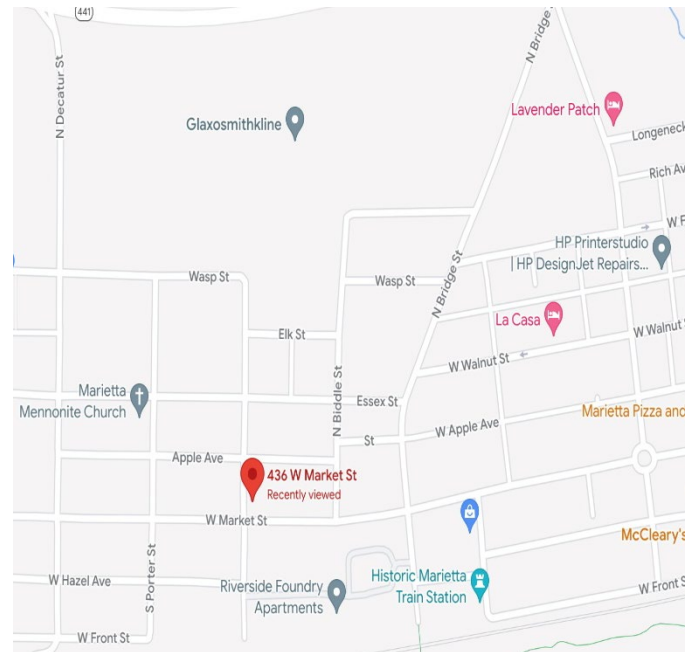 441
N Bridge St
N Decatur St
Lavender Patch
Glaxosmithkline
Longeneck
Rich Av
W F
HP Printerstudio
| HP DesignJet Repairs...
Wasp St
Wasp St
N Bridge St
La Casa
Elk St
W Walnut St
W Walnut St
Marietta
Mennonite Church
Essex St
N Biddle St
Marietta Pizza and
St
W Apple Ave
Apple Ave
436 W Market St
Recently viewed
W Market St
McCleary's
S Porter St
W Hazel Ave
Riverside Foundry
Apartments
Historic Marietta
Train Station
W Front S
W Front St